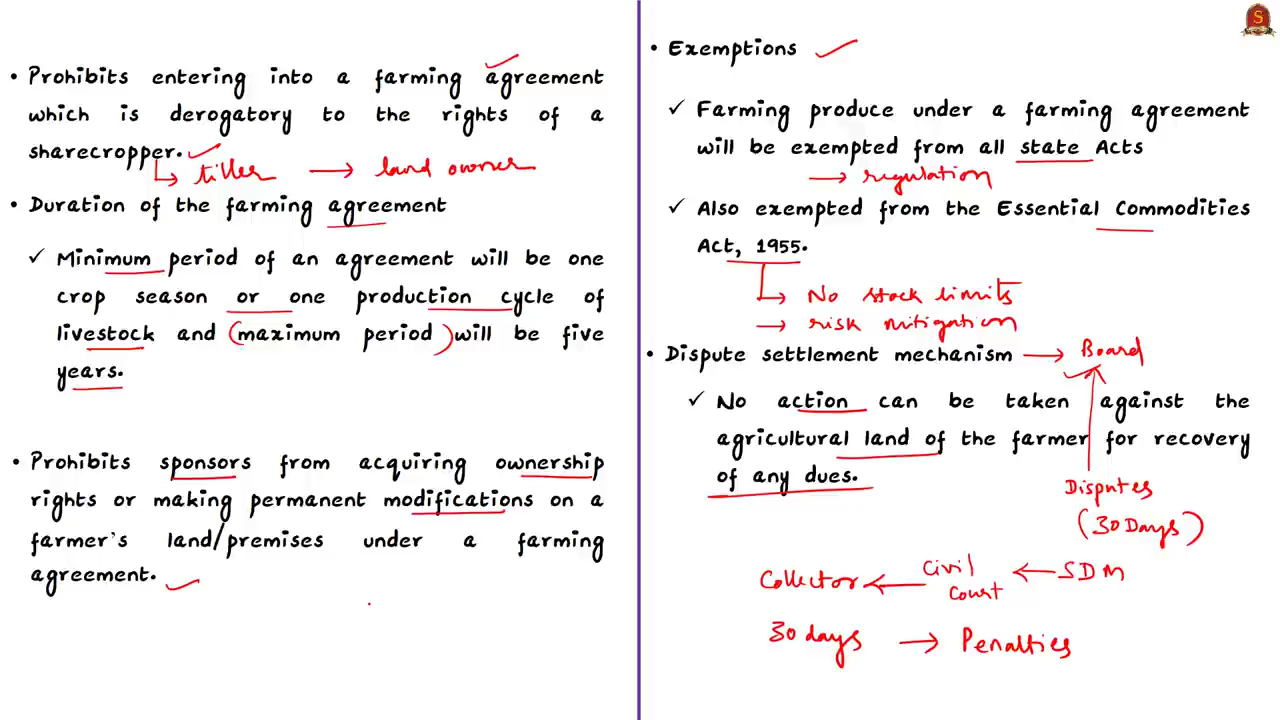 • Prohibits entering into a farming agreement
which is derogatory to the rights of a
sharecropper.
tiller → land owner
• Duration of the farming agreement
✓ Minimum period of an agreement will be one
crop season or one production cycle of
livestock and (maximum period) will be five
years.
• Prohibits sponsors from acquiring ownership
rights or making permanent modifications on a
farmer's land/premises under a farming
agreement.
• Exemptions
✓ Farming produce under a farming agreement
will be exempted from all state Acts
→ regulation
✓ Also exempted from the Essential Commodities
Act, 1955.
→ No stock limits
→ risk mitigation
• Dispute settlement mechanism → Board
✓ No action can be taken against the
agricultural land of the farmer for recovery
of any dues.
Disputes
(30 Days)
Collector ← Civil Court ← SDM
30 days → Penalties
S